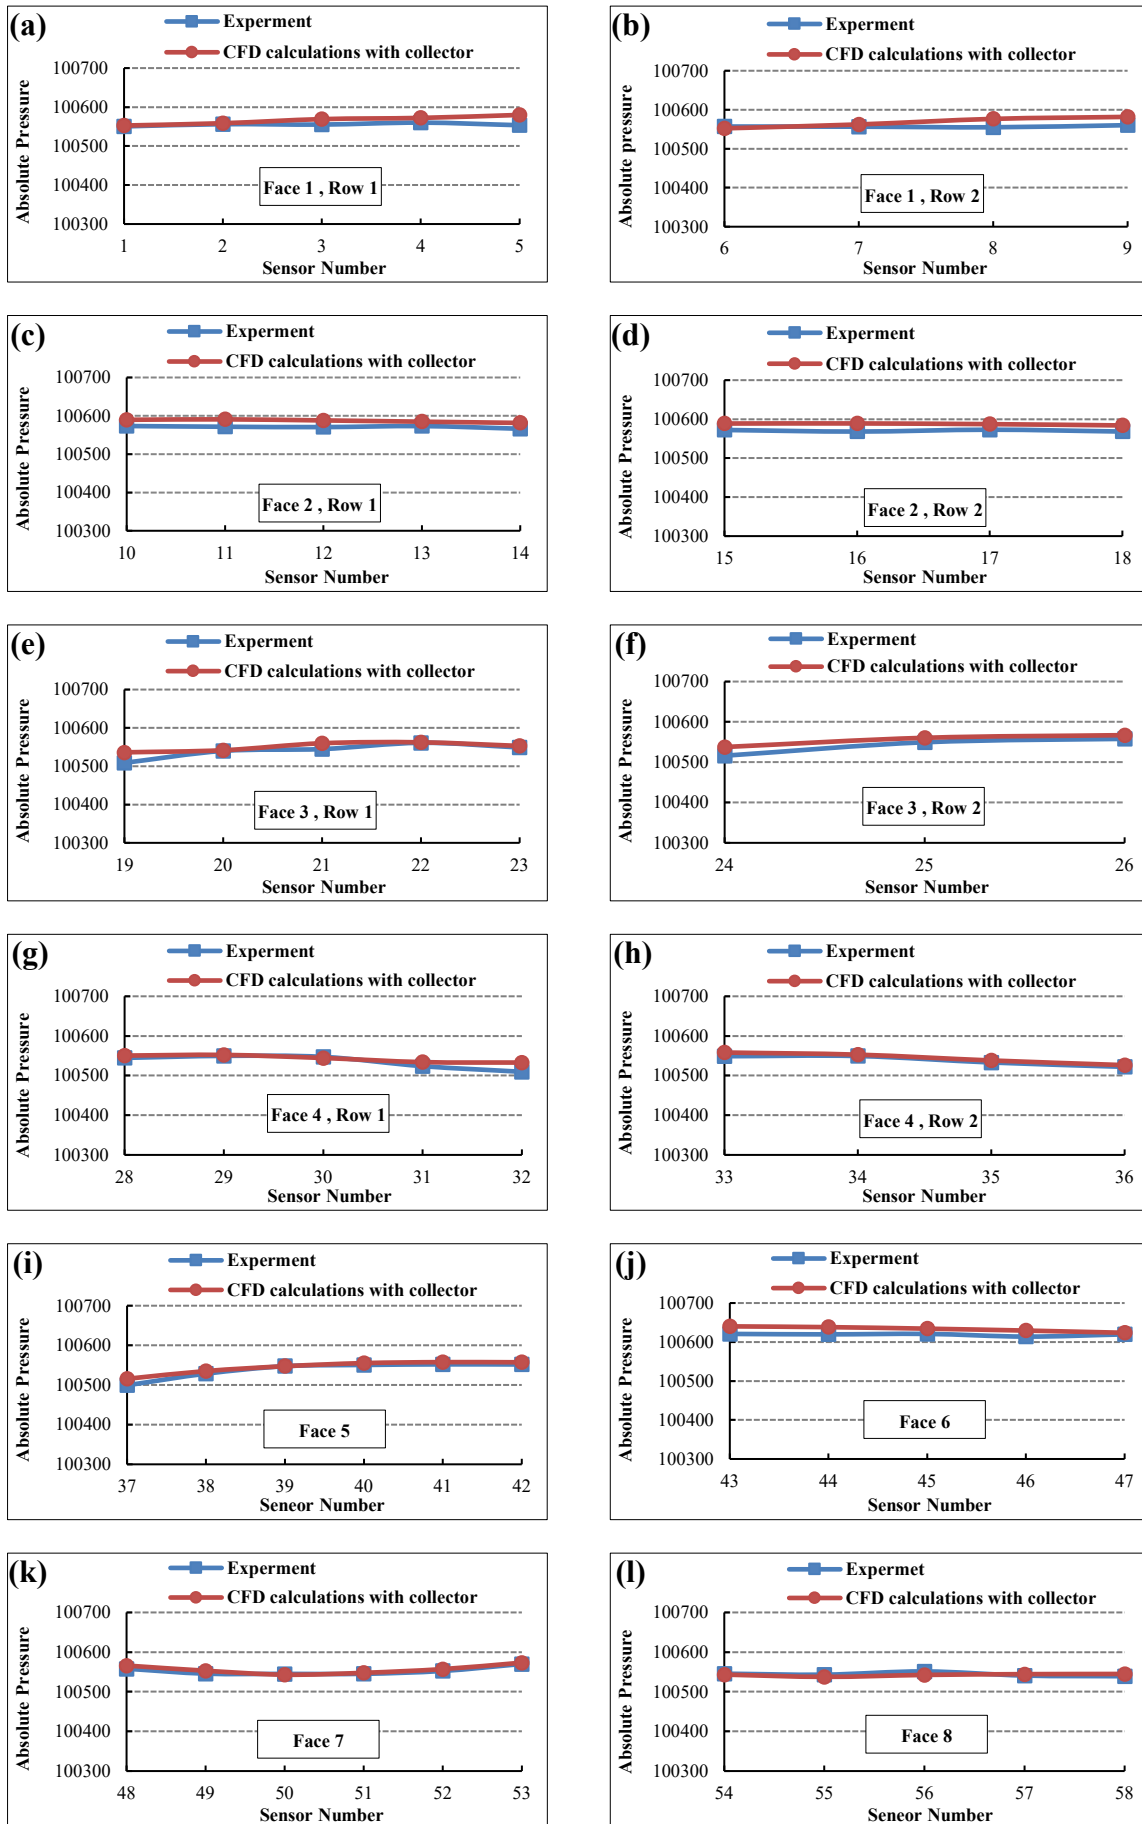 (a)
Experment
CFD calculations with collector
Absolute Pressure
100700
100600
100500
100400
100300
Face 1 , Row 1
1 2 3 4 5
Sensor Number
(b)
Experment
CFD calculations with collector
Absolute pressure
100700
100600
100500
100400
100300
Face 1 , Row 2
6 7 8 9
Sensor Number
(c)
Experment
CFD calculations with collector
Absolute Pressure
100700
100600
100500
100400
100300
Face 2 , Row 1
10 11 12 13 14
Sensor Number
(d)
Experment
CFD calculations with collector
Absolute Pressure
100700
100600
100500
100400
100300
Face 2 , Row 2
15 16 17 18
Sensor Number
(e)
Experment
CFD calculations with collector
Absolute Pressure
100700
100600
100500
100400
100300
Face 3 , Row 1
19 20 21 22 23
Sensor Number
(f)
Experment
CFD calculations with collector
Absolute Pressure
100700
100600
100500
100400
100300
Face 3 , Row 2
24 25 26
Sensor Number
(g)
Experment
CFD calculations with collector
Absolute Pressure
100700
100600
100500
100400
100300
Face 4 , Row 1
28 29 30 31 32
Sensor Number
(h)
Experment
CFD calculations with collector
Absolute Pressure
100700
100600
100500
100400
100300
Face 4 , Row 2
33 34 35 36
Sensor Number
(i)
Experment
CFD calculations with collector
Absolute Pressure
100700
100600
100500
100400
100300
Face 5
37 38 39 40 41 42
Seneor Number
(j)
Experment
CFD calculations with collector
Absolute Pressure
100700
100600
100500
100400
100300
Face 6
43 44 45 46 47
Sensor Number
(k)
Experment
CFD calculations with collector
Absolute Pressure
100700
100600
100500
100400
100300
Face 7
48 49 50 51 52 53
Sensor Number
(l)
Expermet
CFD calculations with collector
Absolute Pressure
100700
100600
100500
100400
100300
Face 8
54 55 56 57 58
Seneor Number